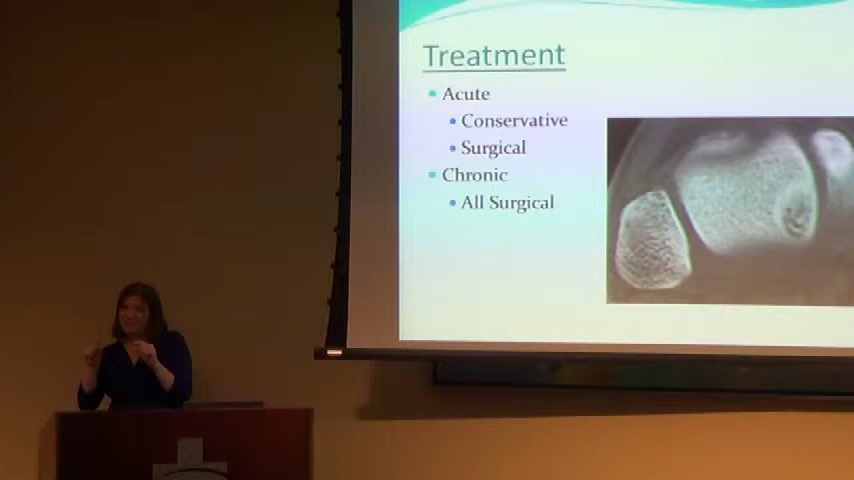 Treatment
Acute
Conservative
Surgical
Chronic
All Surgical